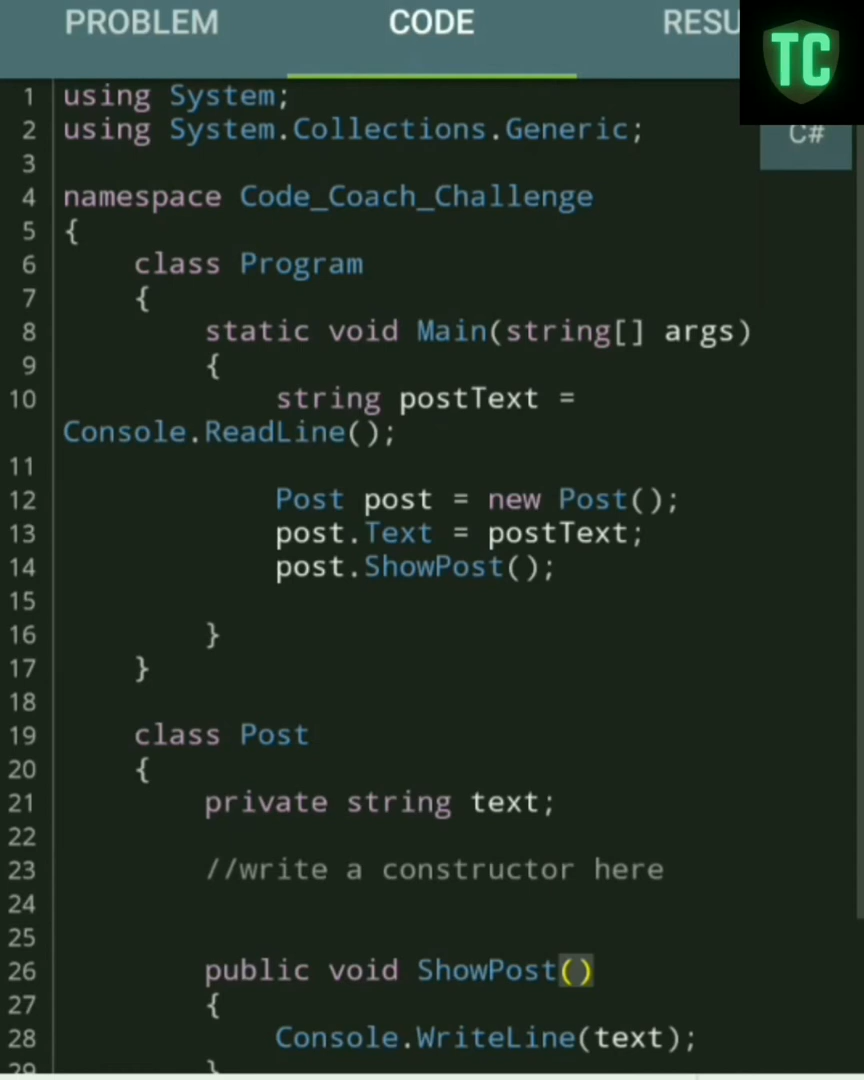 PROBLEM CODE RESU
TC
C#
1 using System;
2 using System.Collections.Generic;
3
4 namespace Code_Coach_Challenge
5 {
6 class Program
7 {
8 static void Main(string[] args)
9 {
10 string postText =
Console.ReadLine();
11
12 Post post = new Post();
13 post.Text = postText;
14 post.ShowPost();
15
16 }
17 }
18
19 class Post
20 {
21 private string text;
22
23 //write a constructor here
24
25
26 public void ShowPost()
27 {
28 Console.WriteLine(text);
29 }